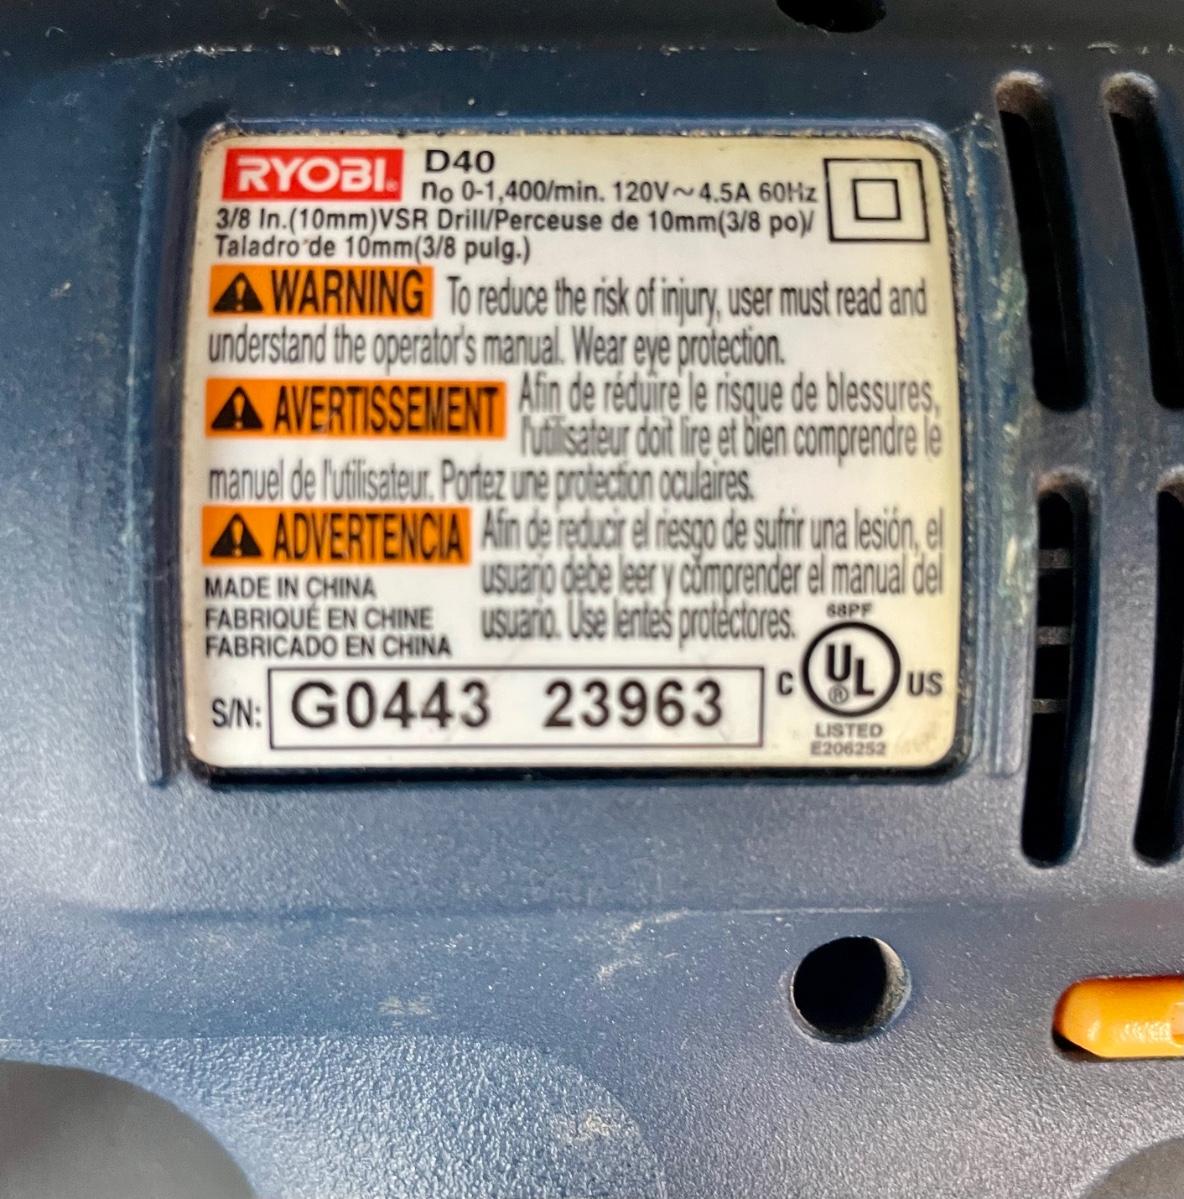 RYOBI® D40
no 0-1,400/min. 120V～4.5A 60Hz
3/8 In.(10mm)VSR Drill/Perceuse de 10mm(3/8 po)/
Taladro de 10mm(3/8 pulg.)
WARNING To reduce the risk of injury, user must read and
understand the operator's manual. Wear eye protection.
AVERTISSEMENT Afin de réduire le risque de blessures,
l'utilisateur doit lire et bien comprendre le
manuel de l'utilisateur. Portez une protection oculaires.
ADVERTENCIA Afin de reducir el riesgo de sufrir una lesión, el
usuario debe leer y comprender el manual del
usuario. Use lentes protectores.
MADE IN CHINA
FABRIQUÉ EN CHINE
FABRICADO EN CHINA
68PF
C UL® US
LISTED
E206252
S/N: G0443 23963